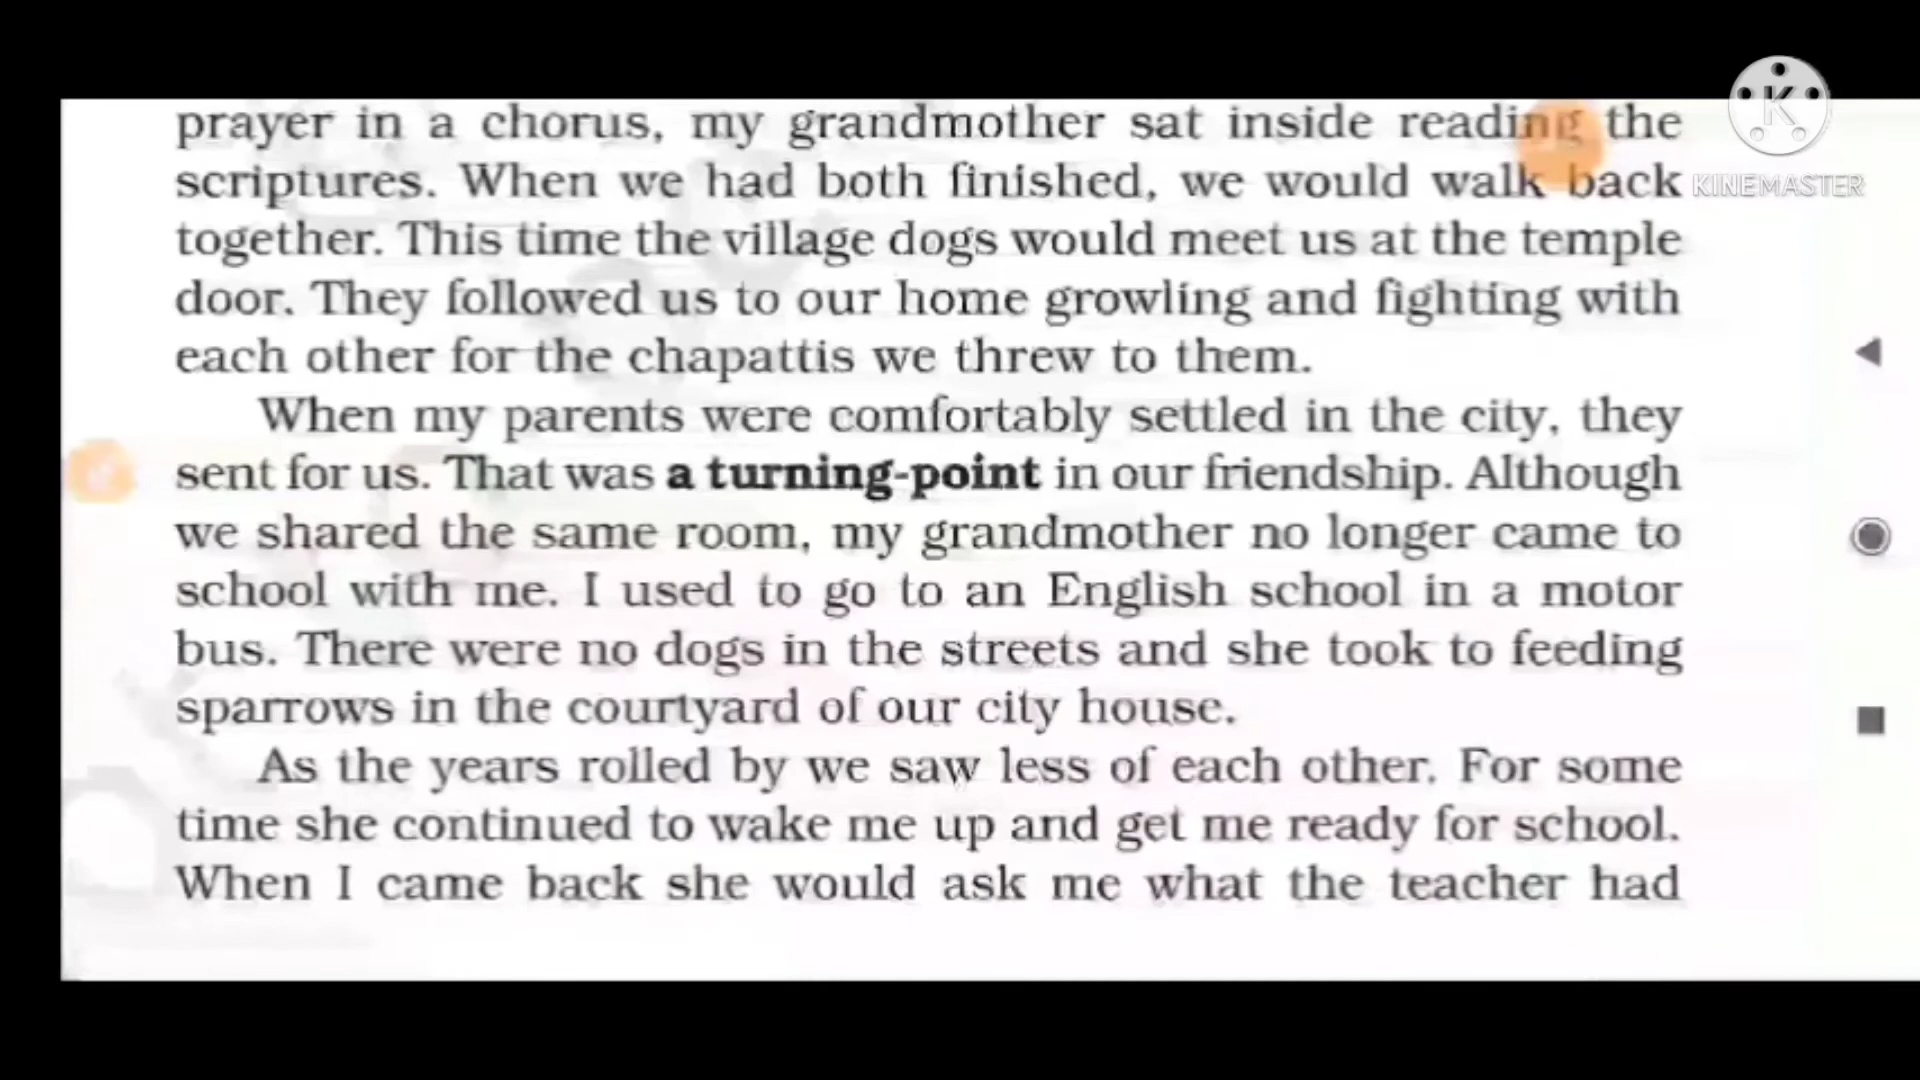 prayer in a chorus, my grandmother sat inside reading the
scriptures. When we had both finished, we would walk back
together. This time the village dogs would meet us at the temple
door. They followed us to our home growling and fighting with
each other for the chapattis we threw to them.
When my parents were comfortably settled in the city, they
sent for us. That was a turning-point in our friendship. Although
we shared the same room, my grandmother no longer came to
school with me. I used to go to an English school in a motor
bus. There were no dogs in the streets and she took to feeding
sparrows in the courtyard of our city house.
As the years rolled by we saw less of each other. For some
time she continued to wake me up and get me ready for school.
When I came back she would ask me what the teacher had
K
KINEMASTER